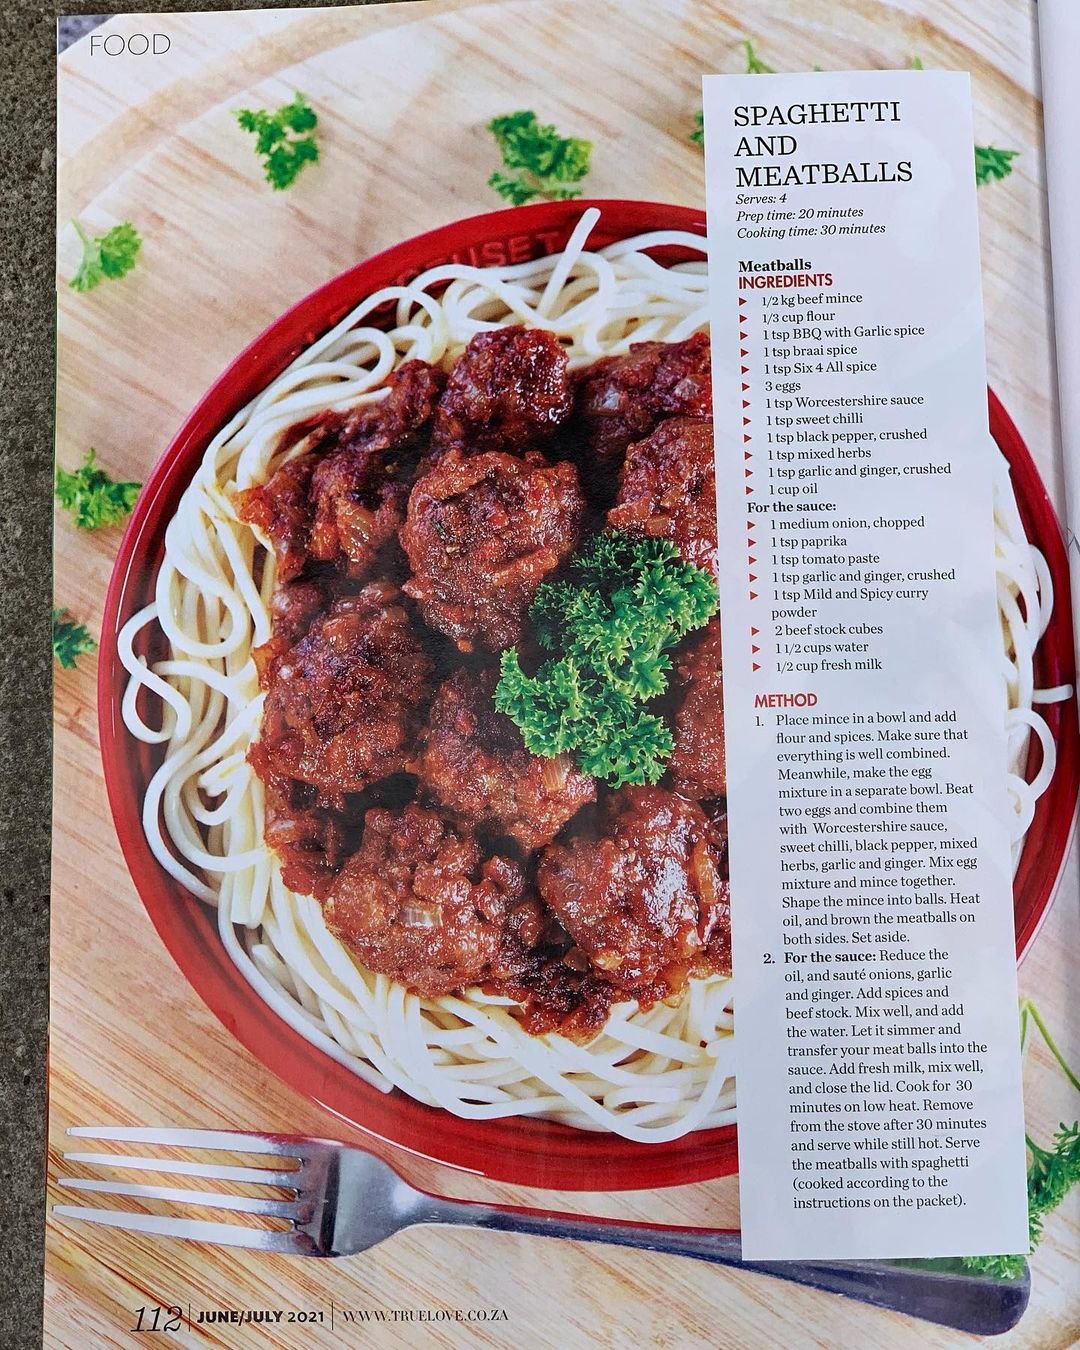 FOOD
SPAGHETTI
AND
MEATBALLS
Serves: 4
Prep time: 20 minutes
Cooking time: 30 minutes
Meatballs
INGREDIENTS
1/2 kg beef mince
1/3 cup flour
1 tsp BBQ with Garlic spice
1 tsp braai spice
1 tsp Six 4 All spice
3 eggs
1 tsp Worcestershire sauce
1 tsp sweet chilli
1 tsp black pepper, crushed
1 tsp mixed herbs
1 tsp garlic and ginger, crushed
1 cup oil
For the sauce:
1 medium onion, chopped
1 tsp paprika
1 tsp tomato paste
1 tsp garlic and ginger, crushed
1 tsp Mild and Spicy curry
powder
2 beef stock cubes
1 1/2 cups water
1/2 cup fresh milk
METHOD
1. Place mince in a bowl and add
flour and spices. Make sure that
everything is well combined.
Meanwhile, make the egg
mixture in a separate bowl. Beat
two eggs and combine them
with Worcestershire sauce,
sweet chilli, black pepper, mixed
herbs, garlic and ginger. Mix egg
mixture and mince together.
Shape the mince into balls. Heat
oil, and brown the meatballs on
both sides. Set aside.
2. For the sauce: Reduce the
oil, and sauté onions, garlic
and ginger. Add spices and
beef stock. Mix well, and add
the water. Let it simmer and
transfer your meat balls into the
sauce. Add fresh milk, mix well,
and close the lid. Cook for 30
minutes on low heat. Remove
from the stove after 30 minutes
and serve while still hot. Serve
the meatballs with spaghetti
(cooked according to the
instructions on the packet).
112 | JUNE/JULY 2021 | WWW.TRUELOVE.CO.ZA